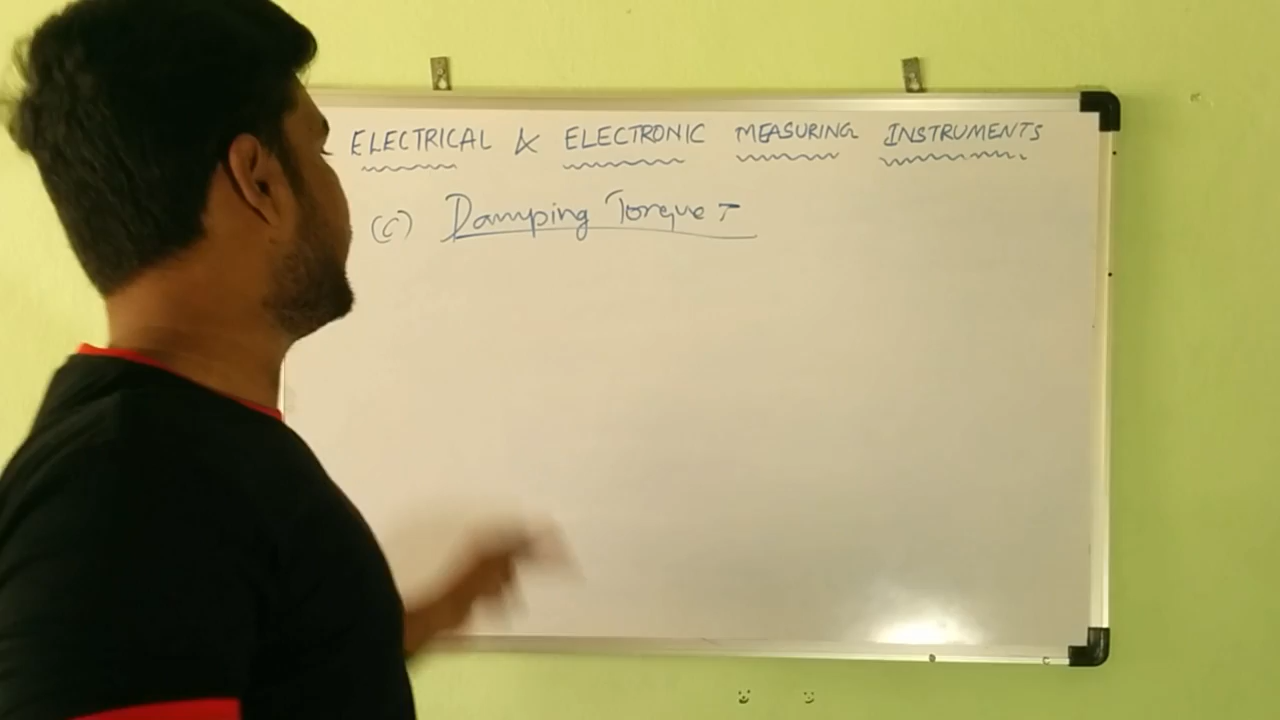 ELECTRICAL & ELECTRONIC MEASURING INSTRUMENTS
(C) Damping Torque :-